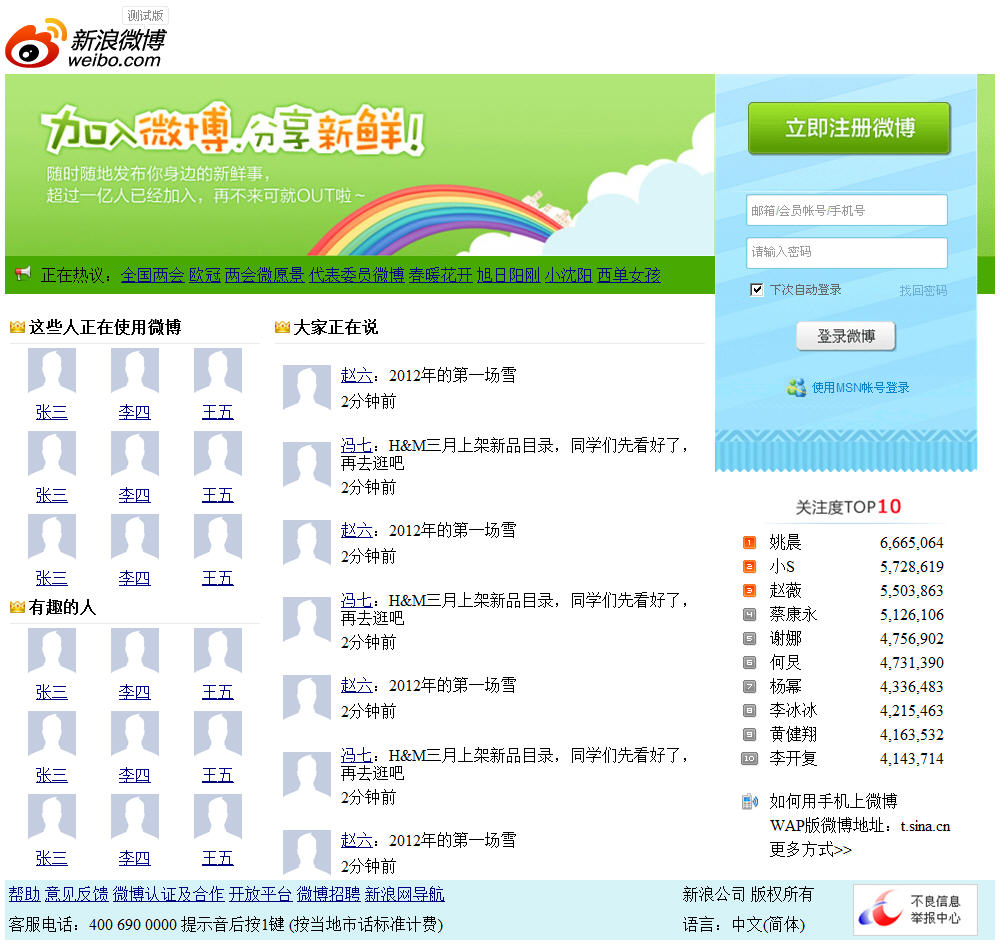 测试版
新浪微博
weibo.com
加入微博.分享新鲜!
随时随地发布你身边的新鲜事，
超过一亿人已经加入，再不来可就OUT啦～
正在热议：全国两会 欧冠 两会微愿景 代表委员微博 春暖花开 旭日阳刚 小沈阳 西单女孩
立即注册微博
邮箱/会员帐号/手机号
请输入密码
下次自动登录 找回密码
登录微博
使用MSN帐号登录
这些人正在使用微博
张三 李四 王五
张三 李四 王五
张三 李四 王五
有趣的人
张三 李四 王五
张三 李四 王五
张三 李四 王五
大家正在说
赵六：2012年的第一场雪
2分钟前
冯七：H&M三月上架新品目录，同学们先看好了，
再去逛吧
2分钟前
赵六：2012年的第一场雪
2分钟前
冯七：H&M三月上架新品目录，同学们先看好了，
再去逛吧
2分钟前
赵六：2012年的第一场雪
2分钟前
冯七：H&M三月上架新品目录，同学们先看好了，
再去逛吧
2分钟前
赵六：2012年的第一场雪
2分钟前
关注度TOP10
1 姚晨 6,665,064
2 小S 5,728,619
3 赵薇 5,503,863
4 蔡康永 5,126,106
5 谢娜 4,756,902
6 何炅 4,731,390
7 杨幂 4,336,483
8 李冰冰 4,215,463
9 黄健翔 4,163,532
10 李开复 4,143,714
如何用手机上微博
WAP版微博地址：t.sina.cn
更多方式>>
帮助 意见反馈 微博认证及合作 开放平台 微博招聘 新浪网导航
客服电话：400 690 0000 提示音后按1键 (按当地市话标准计费)
新浪公司 版权所有
语言：中文(简体)
不良信息
举报中心